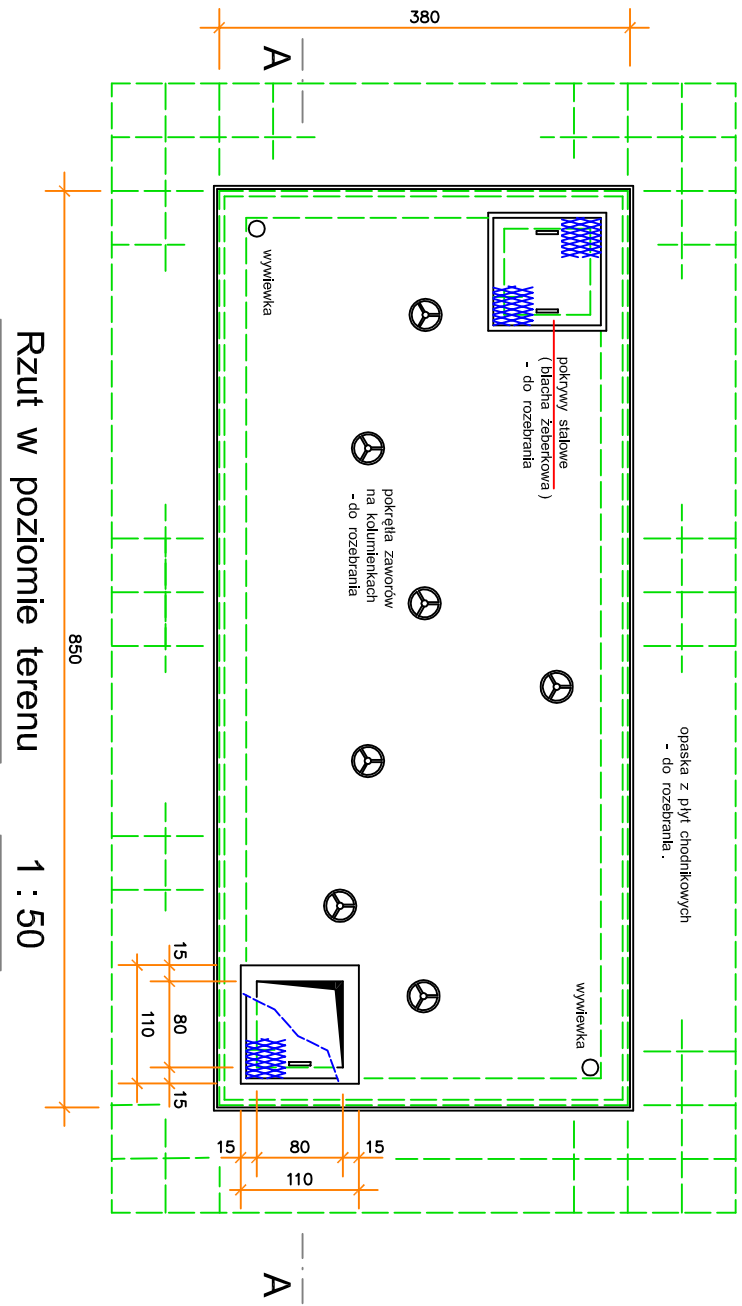 380
A
A
wywiewka
pokrywy stalowe
( blacha żeberkowa )
- do rozebrania
pokrętła zaworów
na kolumienkach
- do rozebrania
opaska z płyt chodnikowych
- do rozebrania .
wywiewka
15
80
15
110
15
80
15
110
850
Rzut w poziomie terenu 1 : 50